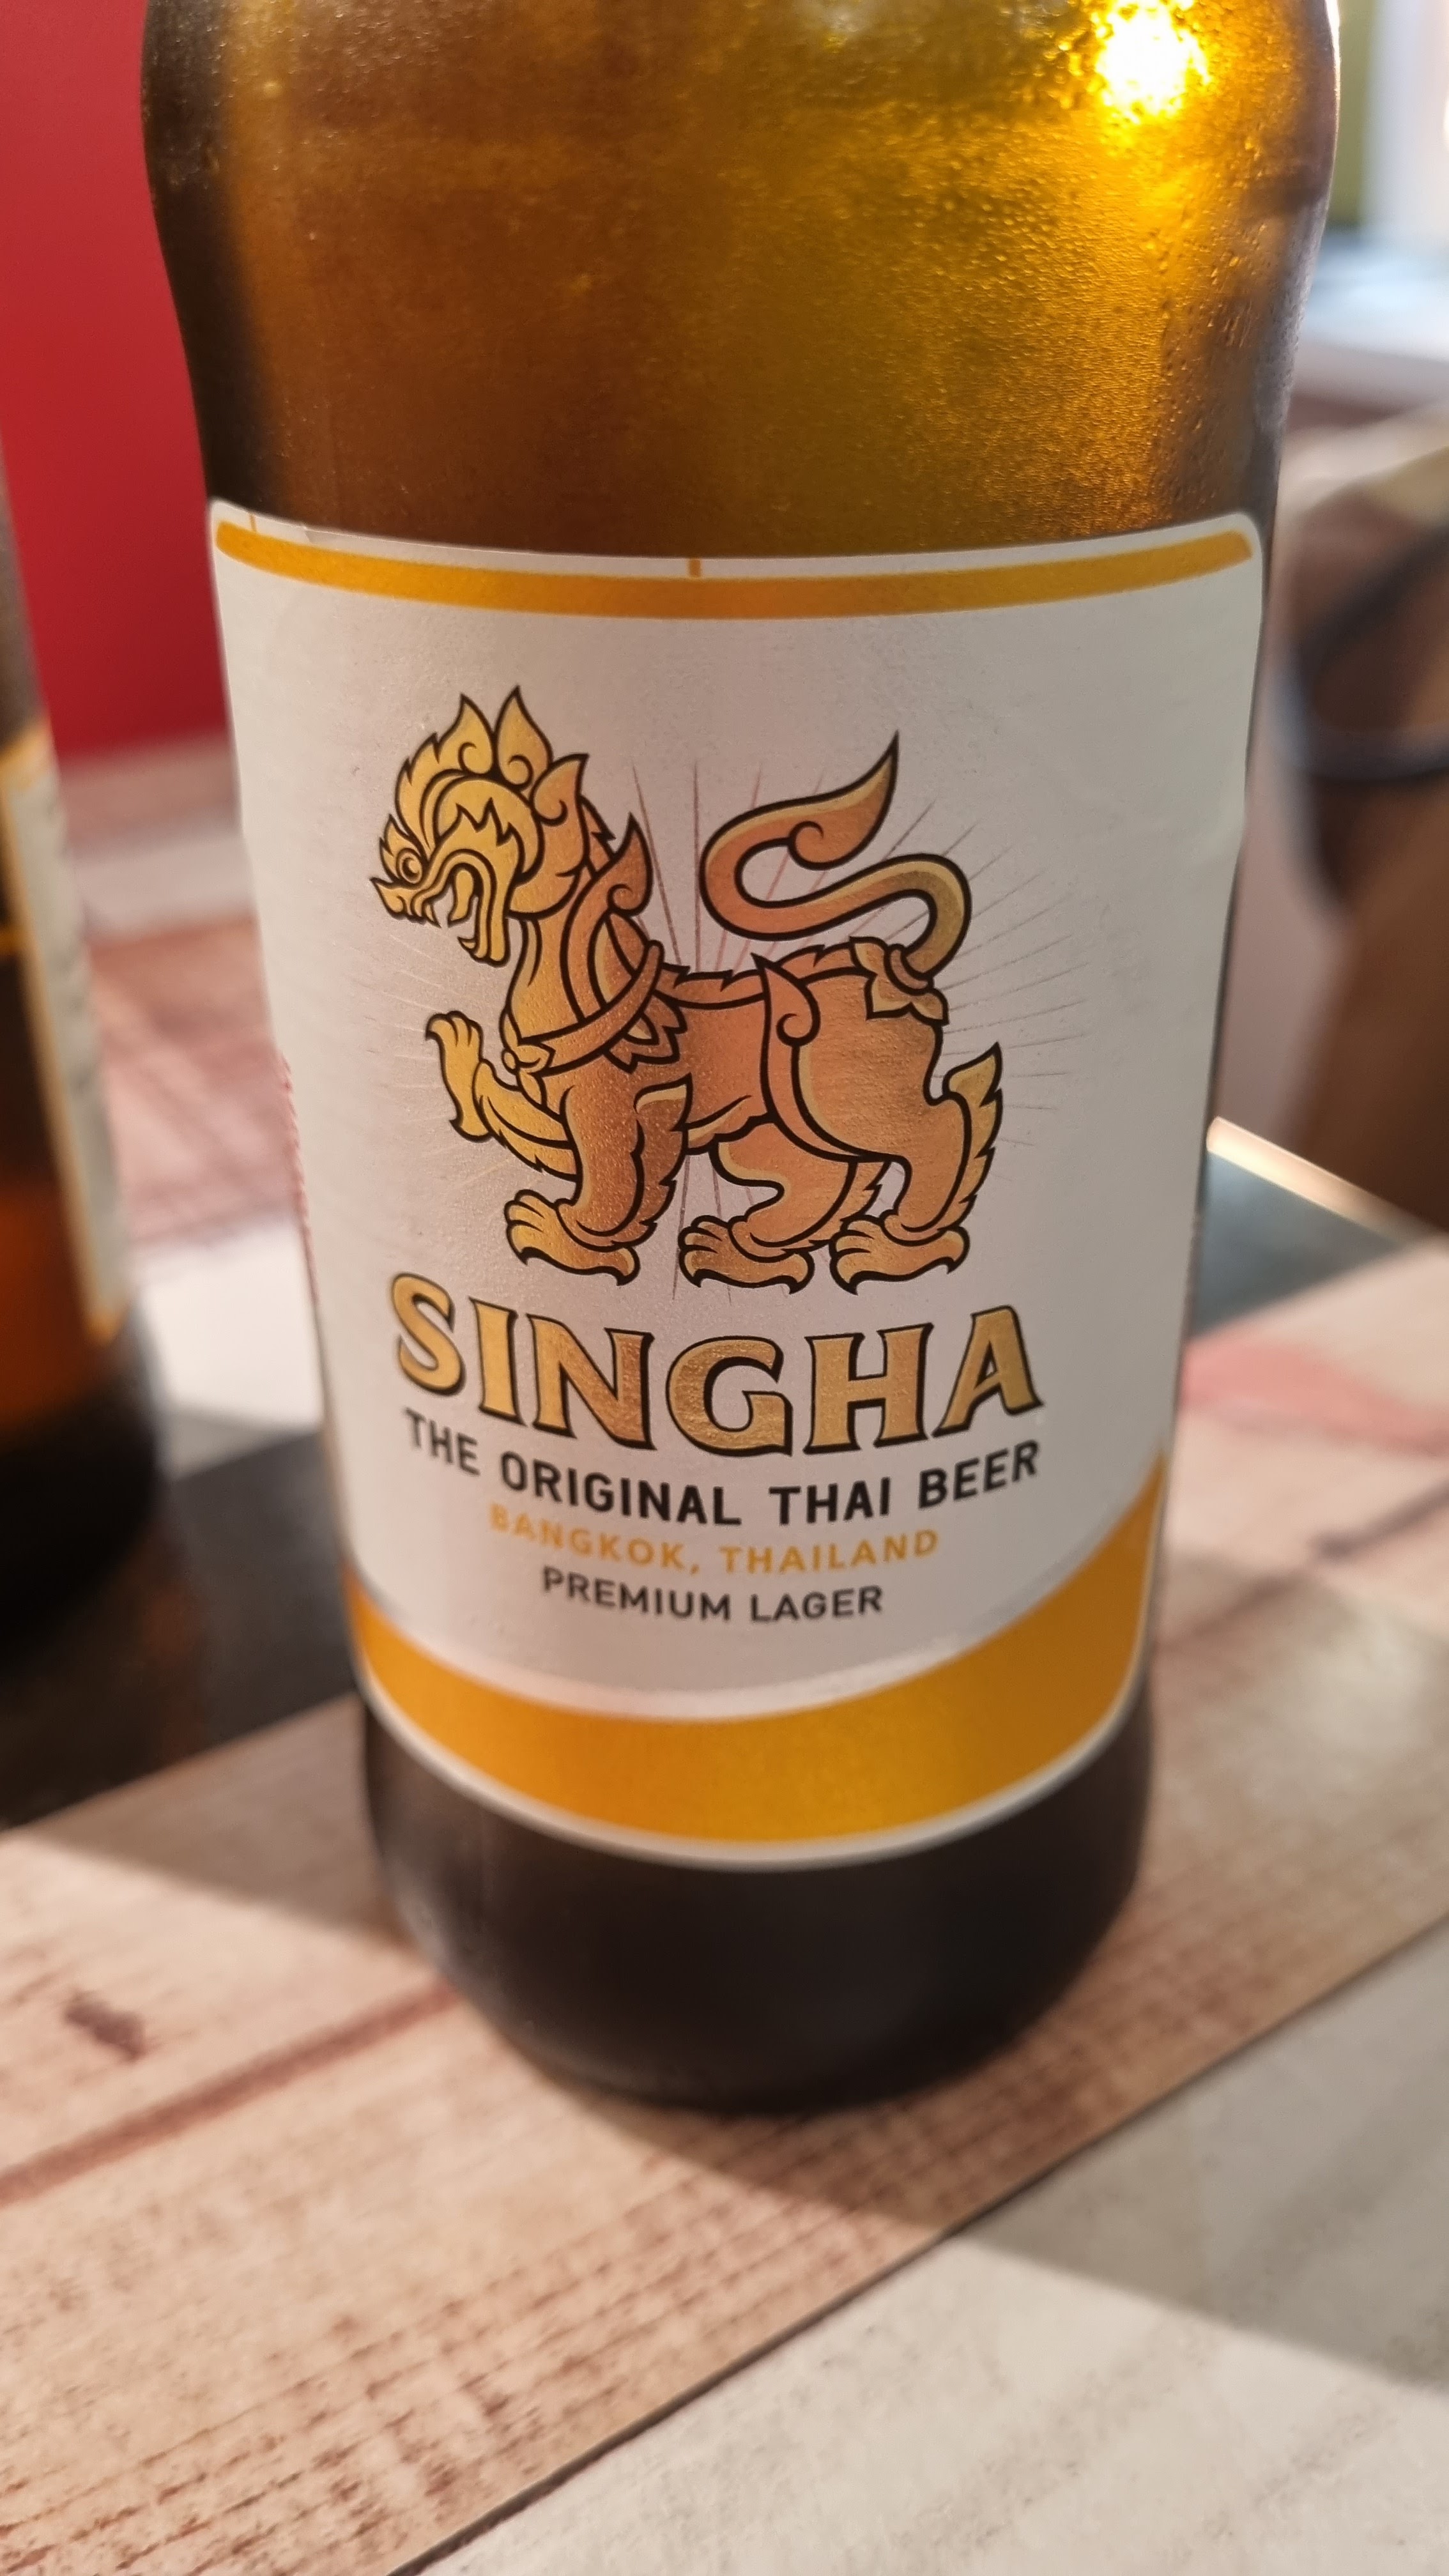 SINGHA
THE ORIGINAL THAI BEER
BANGKOK, THAILAND
PREMIUM LAGER